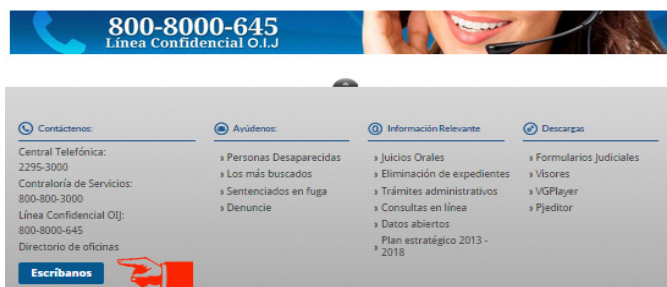 800-8000-645
Línea Confidencial O.I.J
Contáctenos:
Central Telefónica:
2295-3000
Contraloría de Servicios:
800-800-3000
Línea Confidencial OIJ:
800-8000-645
Directorio de oficinas
Escríbanos
Ayúdenos:
Personas Desaparecidas
Los más buscados
Sentenciados en fuga
Denuncie
Información Relevante
Juicios Orales
Eliminación de expedientes
Trámites administrativos
Consultas en línea
Datos abiertos
Plan estratégico 2013 -
2018
Descargas
Formularios Judiciales
Visores
VGPlayer
Pjeditor